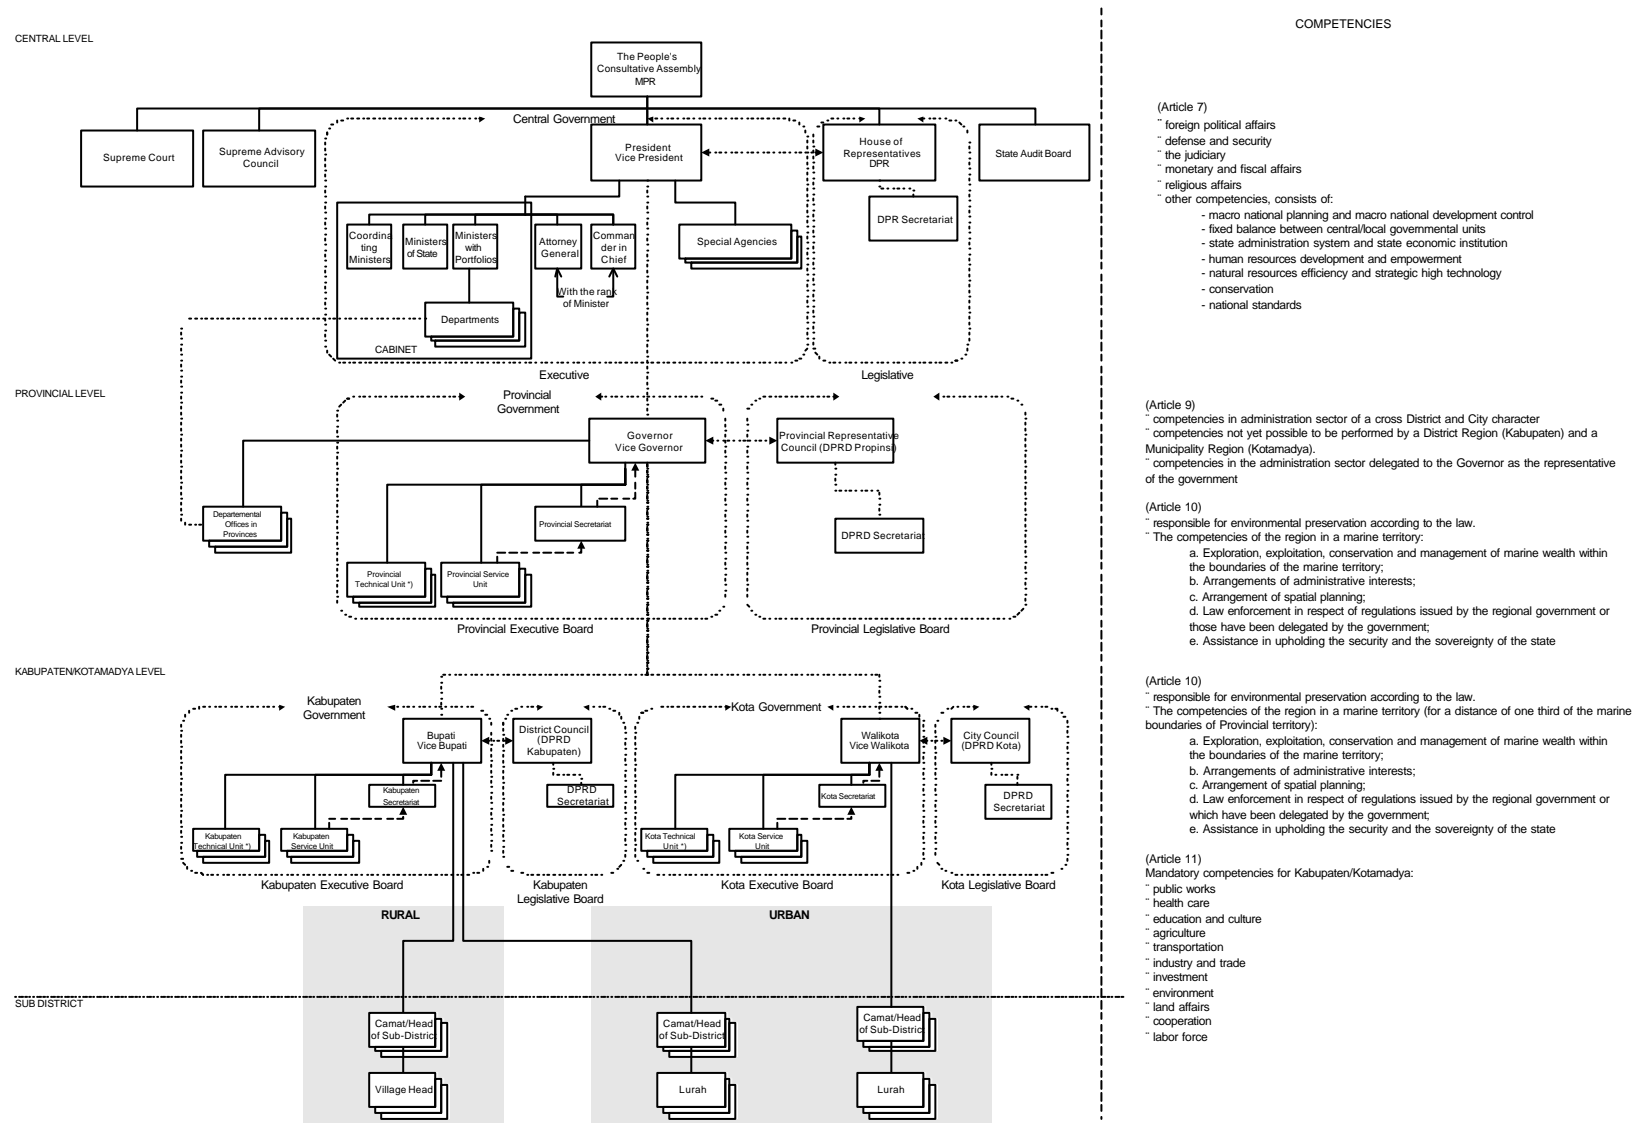 COMPETENCIES
CENTRAL LEVEL
The People's
Consultative Assembly
MPR
Central Government
Supreme Court
Supreme Advisory
Council
President
Vice President
House of
Representatives
DPR
State Audit Board
DPR Secretariat
Coordina
ting
Ministers
Ministers
of State
Ministers
with
Portfolios
Attorney
General
Comman
der in
Chief
Special Agencies
With the rank
of Minister
Departments
CABINET
Executive
Legislative
(Article 7)
¨ foreign political affairs
¨ defense and security
¨ the judiciary
¨ monetary and fiscal affairs
¨ religious affairs
¨ other competencies, consists of:
- macro national planning and macro national development control
- fixed balance between central/local governmental units
- state administration system and state economic institution
- human resources development and empowerment
- natural resources efficiency and strategic high technology
- conservation
- national standards
PROVINCIAL LEVEL
Provincial
Government
Governor
Vice Governor
Provincial Representative
Council (DPRD Propinsi)
Departemental
Offices in
Provinces
Provincial Secretariat
DPRD Secretariat
Provincial
Technical Unit *)
Provincial Service
Unit
Provincial Executive Board
Provincial Legislative Board
(Article 9)
¨ competencies in administration sector of a cross District and City character
¨ competencies not yet possible to be performed by a District Region (Kabupaten) and a
Municipality Region (Kotamadya).
¨ competencies in the administration sector delegated to the Governor as the representative
of the government
(Article 10)
¨ responsible for environmental preservation according to the law.
¨ The competencies of the region in a marine territory:
a. Exploration, exploitation, conservation and management of marine wealth within
the boundaries of the marine territory;
b. Arrangements of administrative interests;
c. Arrangement of spatial planning;
d. Law enforcement in respect of regulations issued by the regional government or
those have been delegated by the government;
e. Assistance in upholding the security and the sovereignty of the state
KABUPATEN/KOTAMADYA LEVEL
Kabupaten
Government
Kota Government
Bupati
Vice Bupati
District Council
(DPRD
Kabupaten)
Walikota
Vice Walikota
City Council
(DPRD Kota)
Kabupaten
Secretariat
DPRD
Secretariat
Kota Secretariat
DPRD
Secretariat
Kabupaten
Technical Unit *)
Kabupaten
Service Unit
Kota Technical
Unit *)
Kota Service
Unit
Kabupaten Executive Board
Kabupaten
Legislative Board
Kota Executive Board
Kota Legislative Board
(Article 10)
¨ responsible for environmental preservation according to the law.
¨ The competencies of the region in a marine territory (for a distance of one third of the marine
boundaries of Provincial territory):
a. Exploration, exploitation, conservation and management of marine wealth within
the boundaries of the marine territory;
b. Arrangements of administrative interests;
c. Arrangement of spatial planning;
d. Law enforcement in respect of regulations issued by the regional government or
which have been delegated by the government;
e. Assistance in upholding the security and the sovereignty of the state
(Article 11)
Mandatory competencies for Kabupaten/Kotamadya:
¨ public works
¨ health care
¨ education and culture
¨ agriculture
¨ transportation
¨ industry and trade
¨ investment
¨ environment
¨ land affairs
¨ cooperation
¨ labor force
RURAL
URBAN
SUB DISTRICT
Camat/Head
of Sub-District
Camat/Head
of Sub-District
Camat/Head
of Sub-District
Village Head
Lurah
Lurah